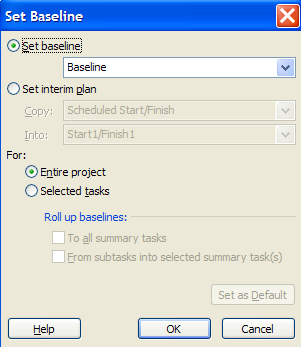 Set Baseline
Set baseline
Baseline
Set interim plan
Copy: Scheduled Start/Finish
Into: Start1/Finish1
For:
Entire project
Selected tasks
Roll up baselines:
To all summary tasks
From subtasks into selected summary task(s)
Set as Default
Help OK Cancel